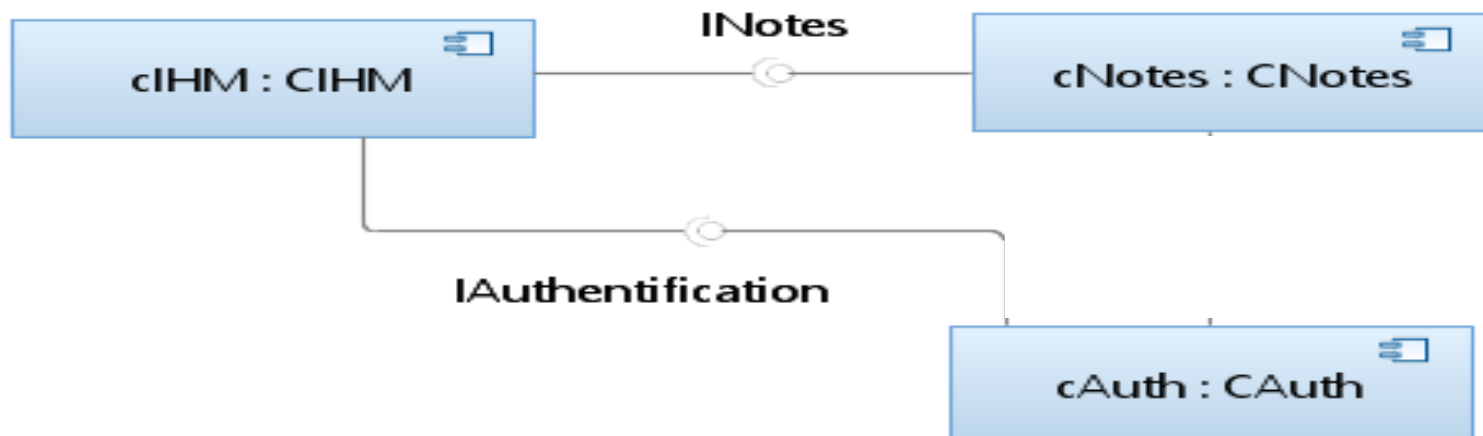 INotes
cIHM : CIHM
cNotes : CNotes
IAuthentification
cAuth : CAuth